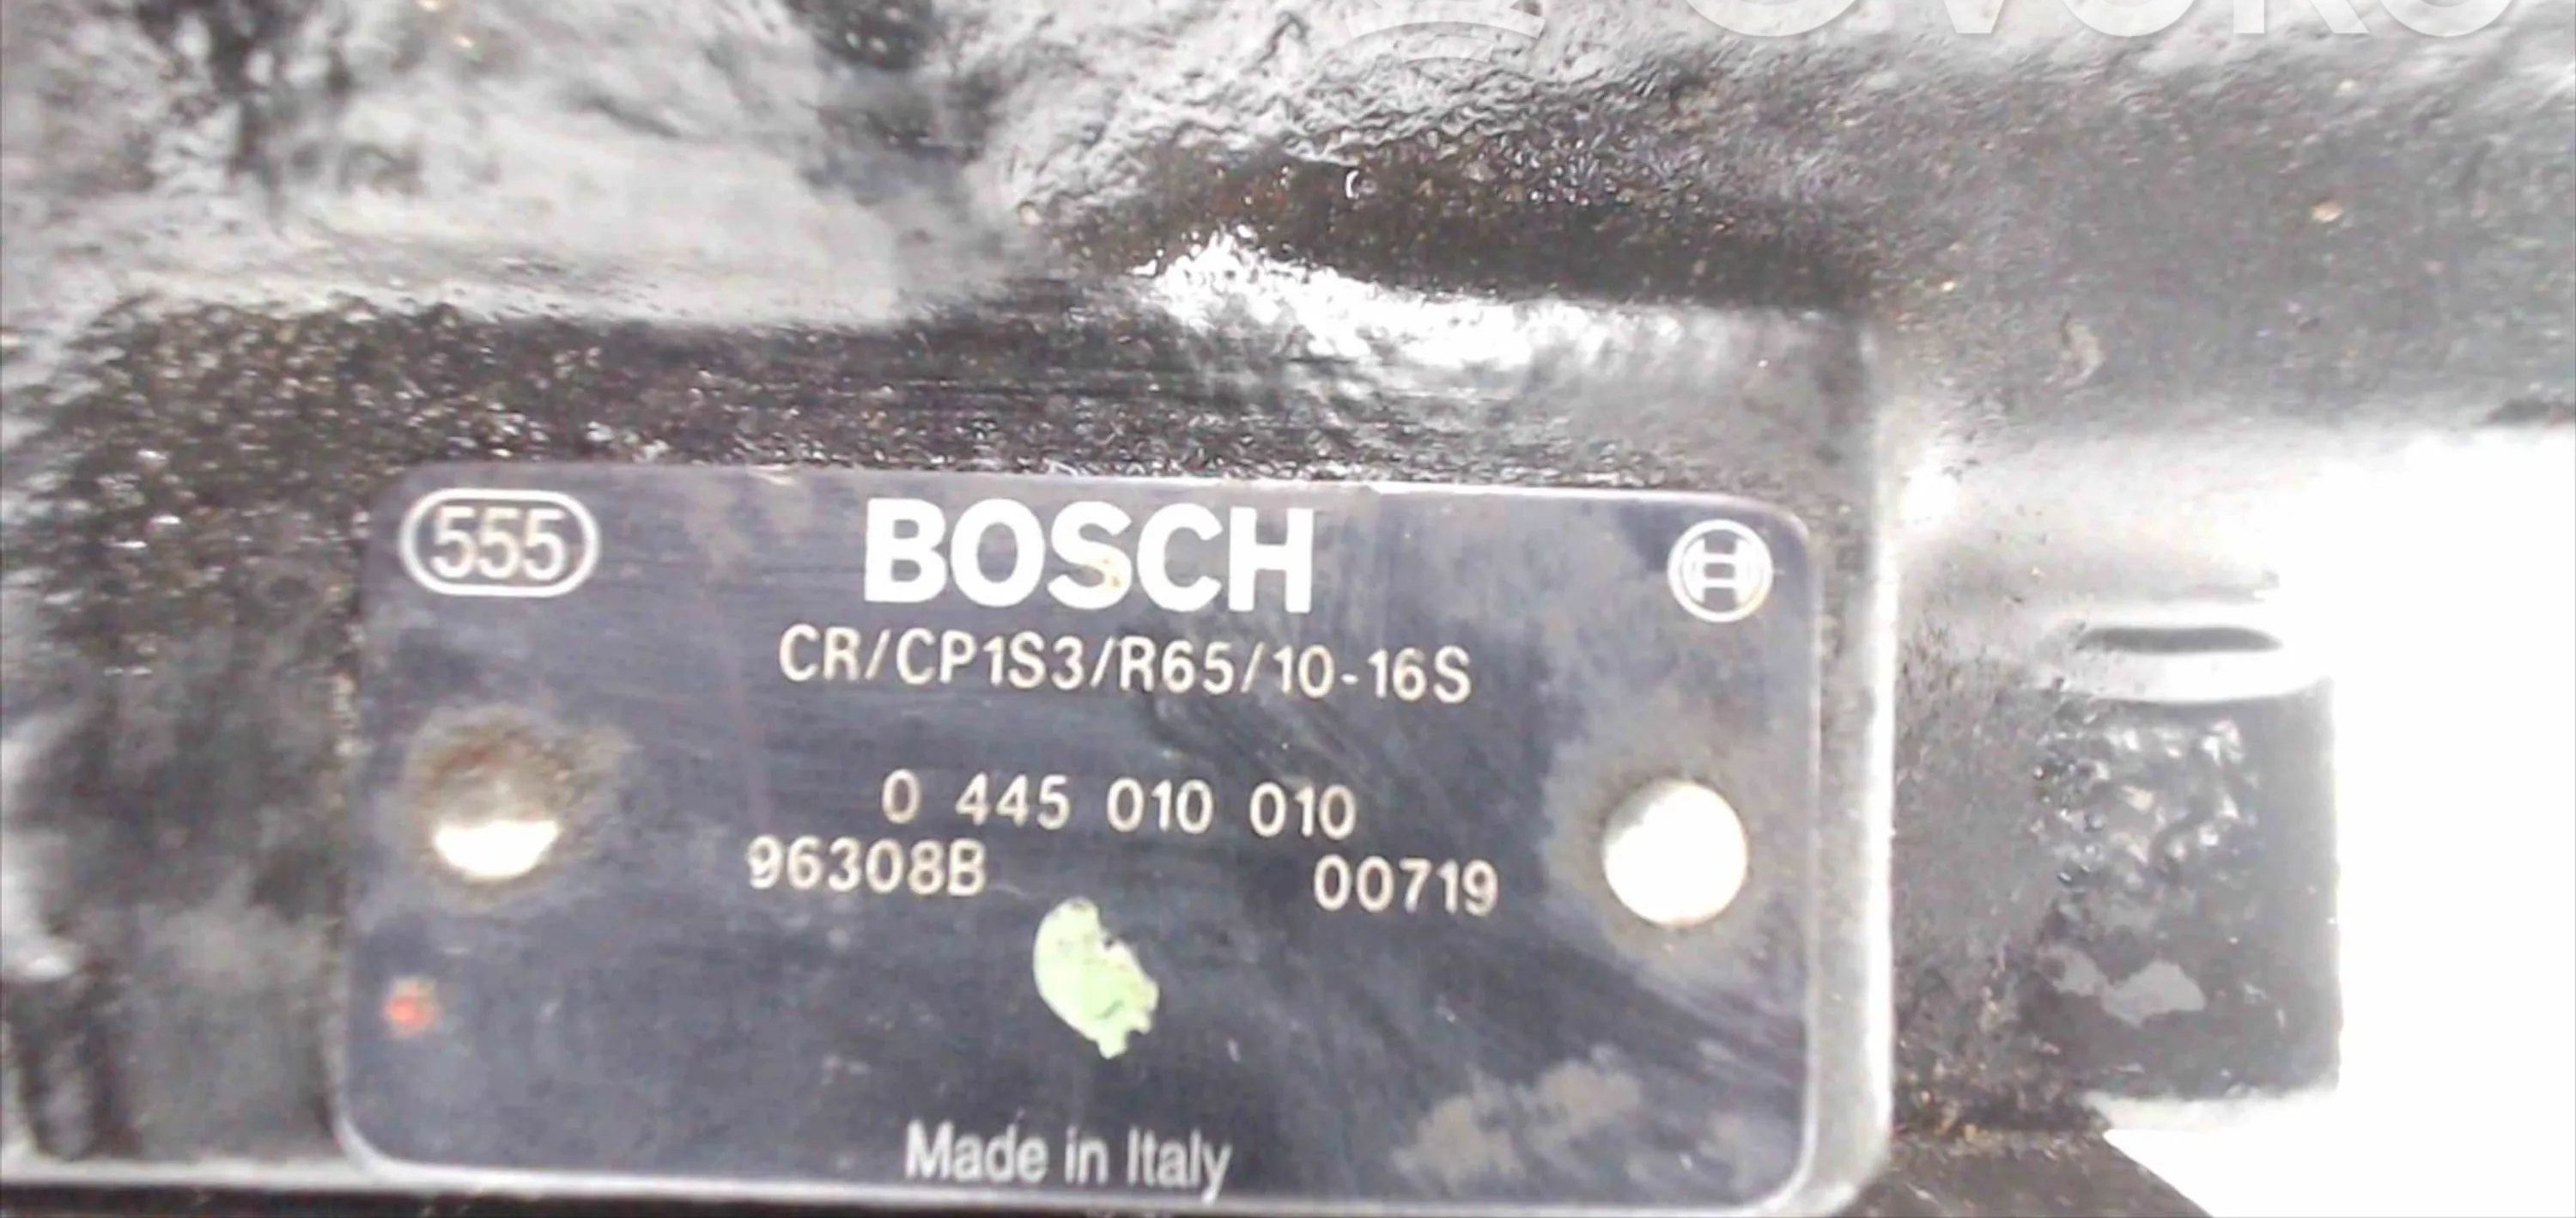 555 BOSCH
CR/CP1S3/R65/10-16S
0 445 010 010
96308B 00719
Made in Italy